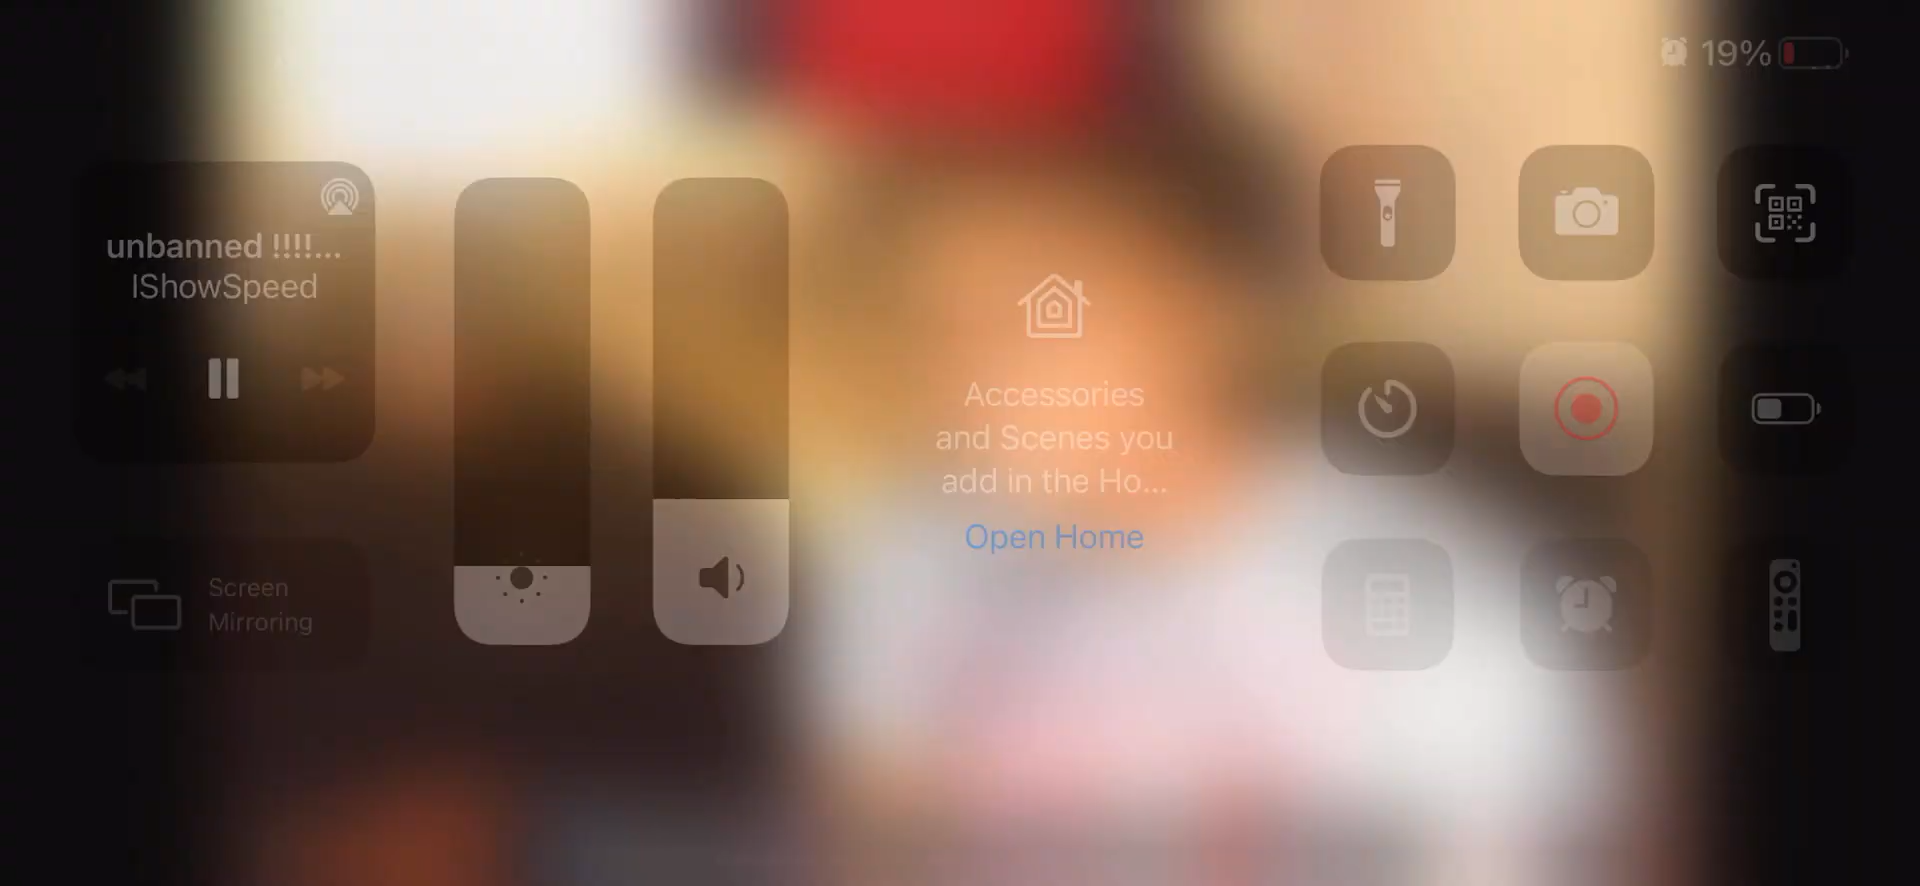 19%
unbanned !!!!...
IShowSpeed
Accessories
and Scenes you
add in the Ho...
Open Home
Screen
Mirroring